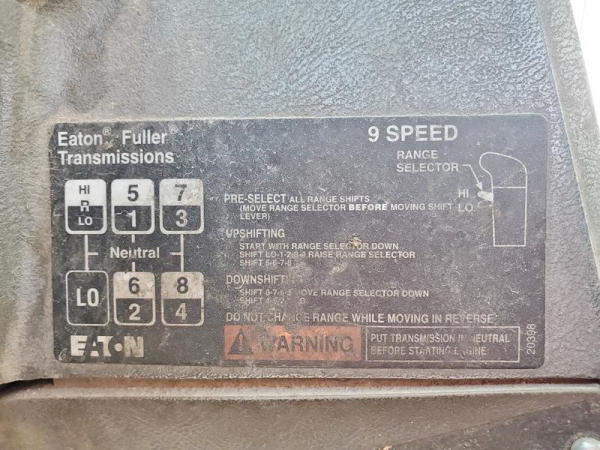 Eaton® Fuller® 9 SPEED
Transmissions
RANGE
SELECTOR
HI
LO
HI 5 7
R 1 3
LO
Neutral
LO 6 8
2 4
PRE-SELECT ALL RANGE SHIFTS
(MOVE RANGE SELECTOR BEFORE MOVING SHIFT
LEVER)
UPSHIFTING
START WITH RANGE SELECTOR DOWN
SHIFT LO-1-2-3-4 RAISE RANGE SELECTOR
SHIFT 5-6-7-8
DOWNSHIFTING
SHIFT 8-7-6-5 MOVE RANGE SELECTOR DOWN
SHIFT
DO NOT CHANGE RANGE WHILE MOVING IN REVERSE
EATON
WARNING
PUT TRANSMISSION IN NEUTRAL
BEFORE STARTING ENGINE
20398